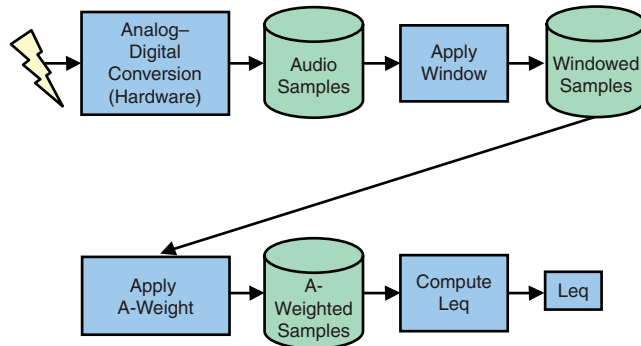 Analog–
Digital
Conversion
(Hardware)
Audio
Samples
Apply
Window
Windowed
Samples
Apply
A-Weight
A-
Weighted
Samples
Compute
Leq
Leq